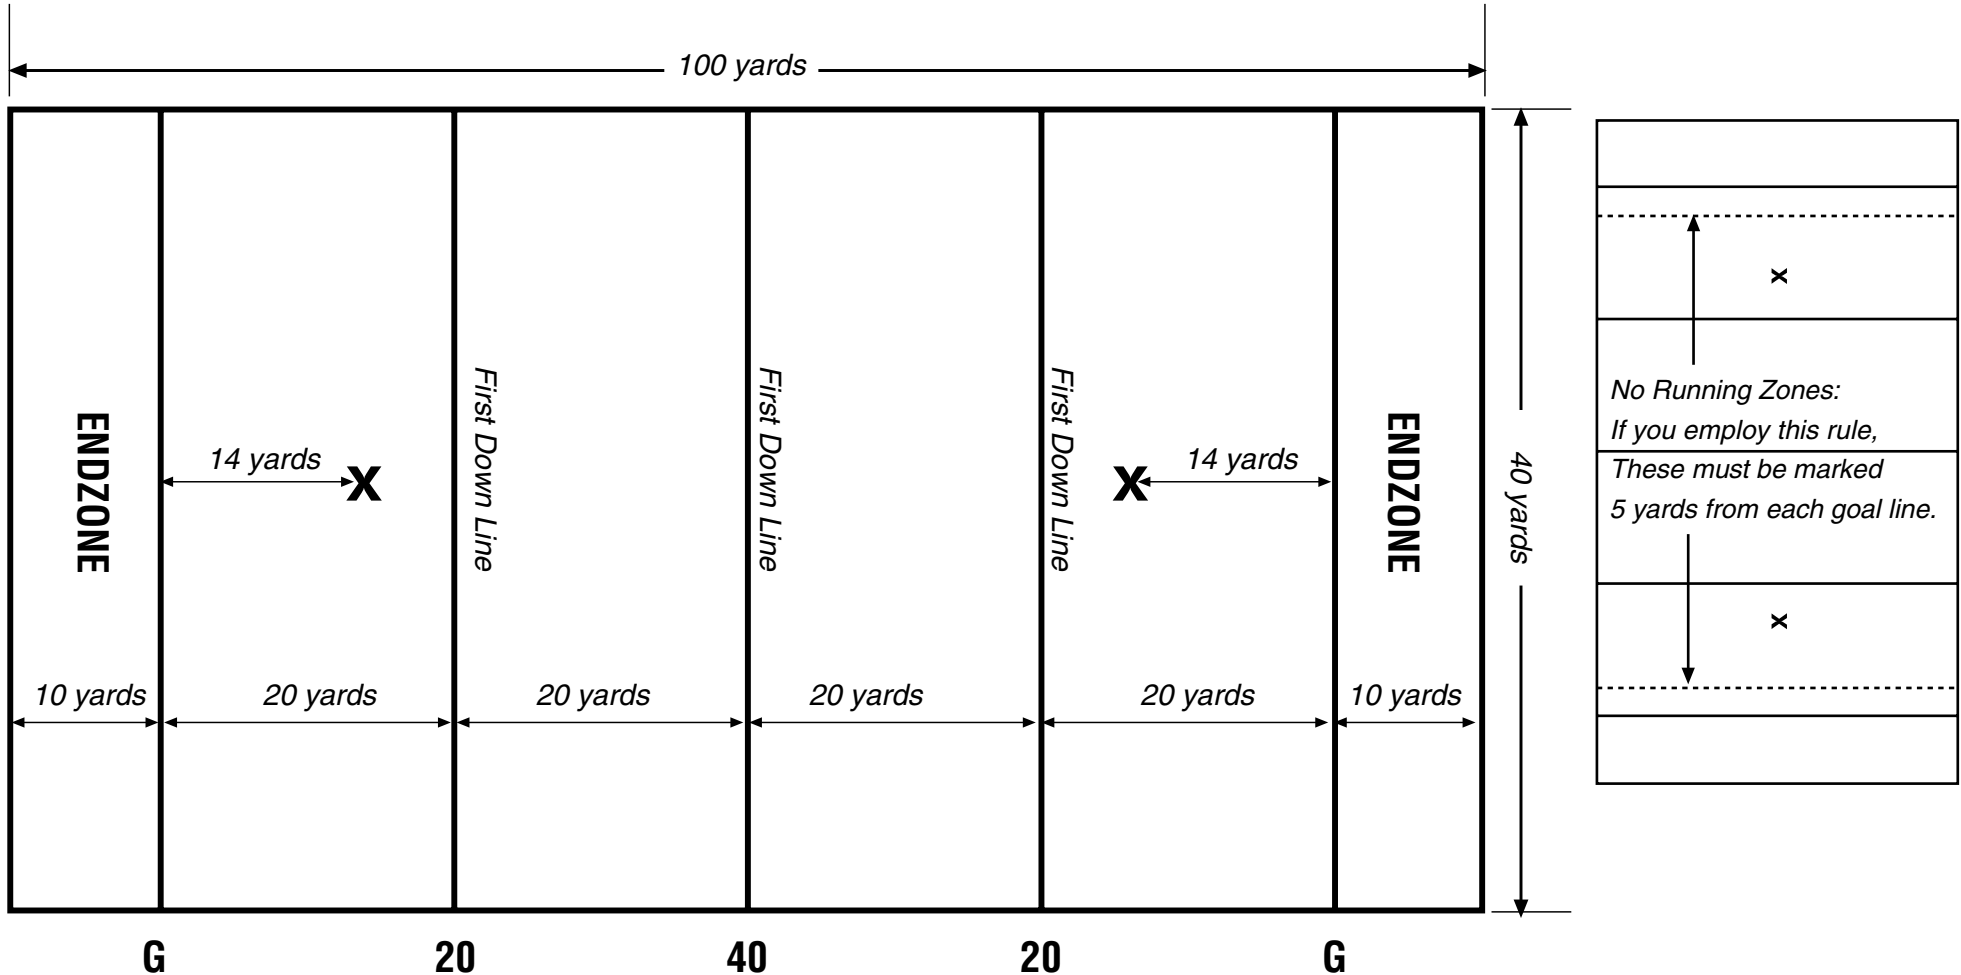 100 yards
ENDZONE
14 yards
X
First Down Line
First Down Line
First Down Line
X
14 yards
ENDZONE
40 yards
10 yards
20 yards
20 yards
20 yards
20 yards
10 yards
G
20
40
20
G
x
No Running Zones:
If you employ this rule,
These must be marked
5 yards from each goal line.
x